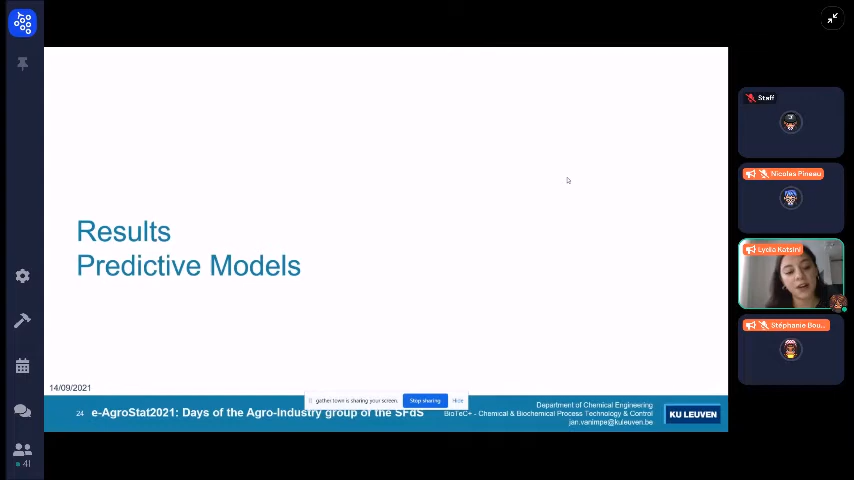 Staff
Nicolas Pineau
Lydia Katsini
Stéphanie Bou...
Results
Predictive Models
14/09/2021
gather.town is sharing your screen.
Stop sharing
Hide
24
e-AgroStat2021: Days of the Agro-Industry group of the SFdS
Department of Chemical Engineering
BioTeC+ - Chemical & Biochemical Process Technology & Control
jan.vanimpe@kuleuven.be
KU LEUVEN
41